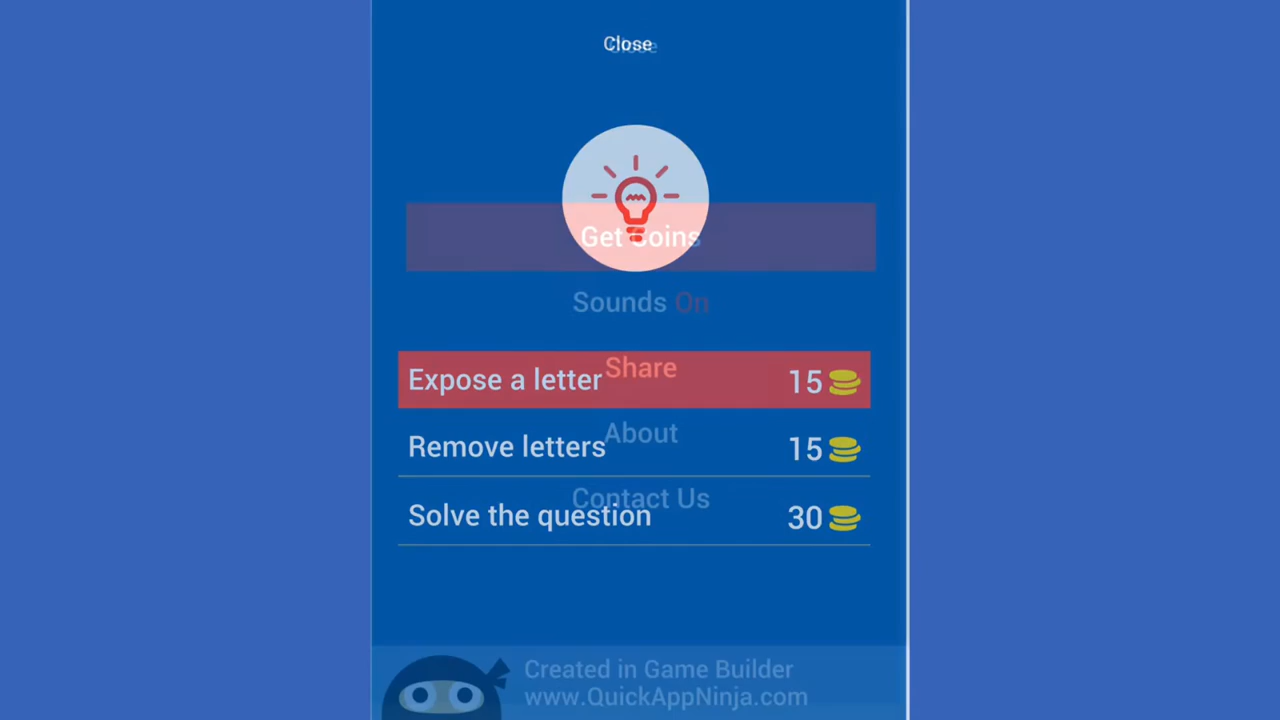 Close
Get Coins
Sounds On
Share
Expose a letter 15
About
Remove letters 15
Contact Us
Solve the question 30
Created in Game Builder
www.QuickAppNinja.com